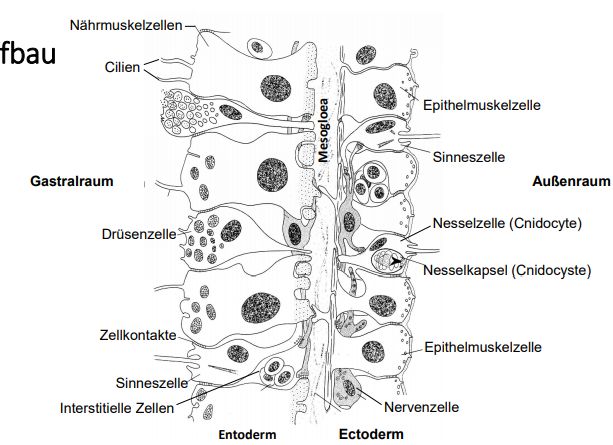 Nährmuskelzellen
fbau
Cilien
Mesogloea
Epithelmuskelzelle
Sinneszelle
Gastralraum
Außenraum
Drüsenzelle
Nesselzelle (Cnidocyte)
Nesselkapsel (Cnidocyste)
Zellkontakte
Epithelmuskelzelle
Sinneszelle
Interstitielle Zellen
Nervenzelle
Entoderm
Ectoderm